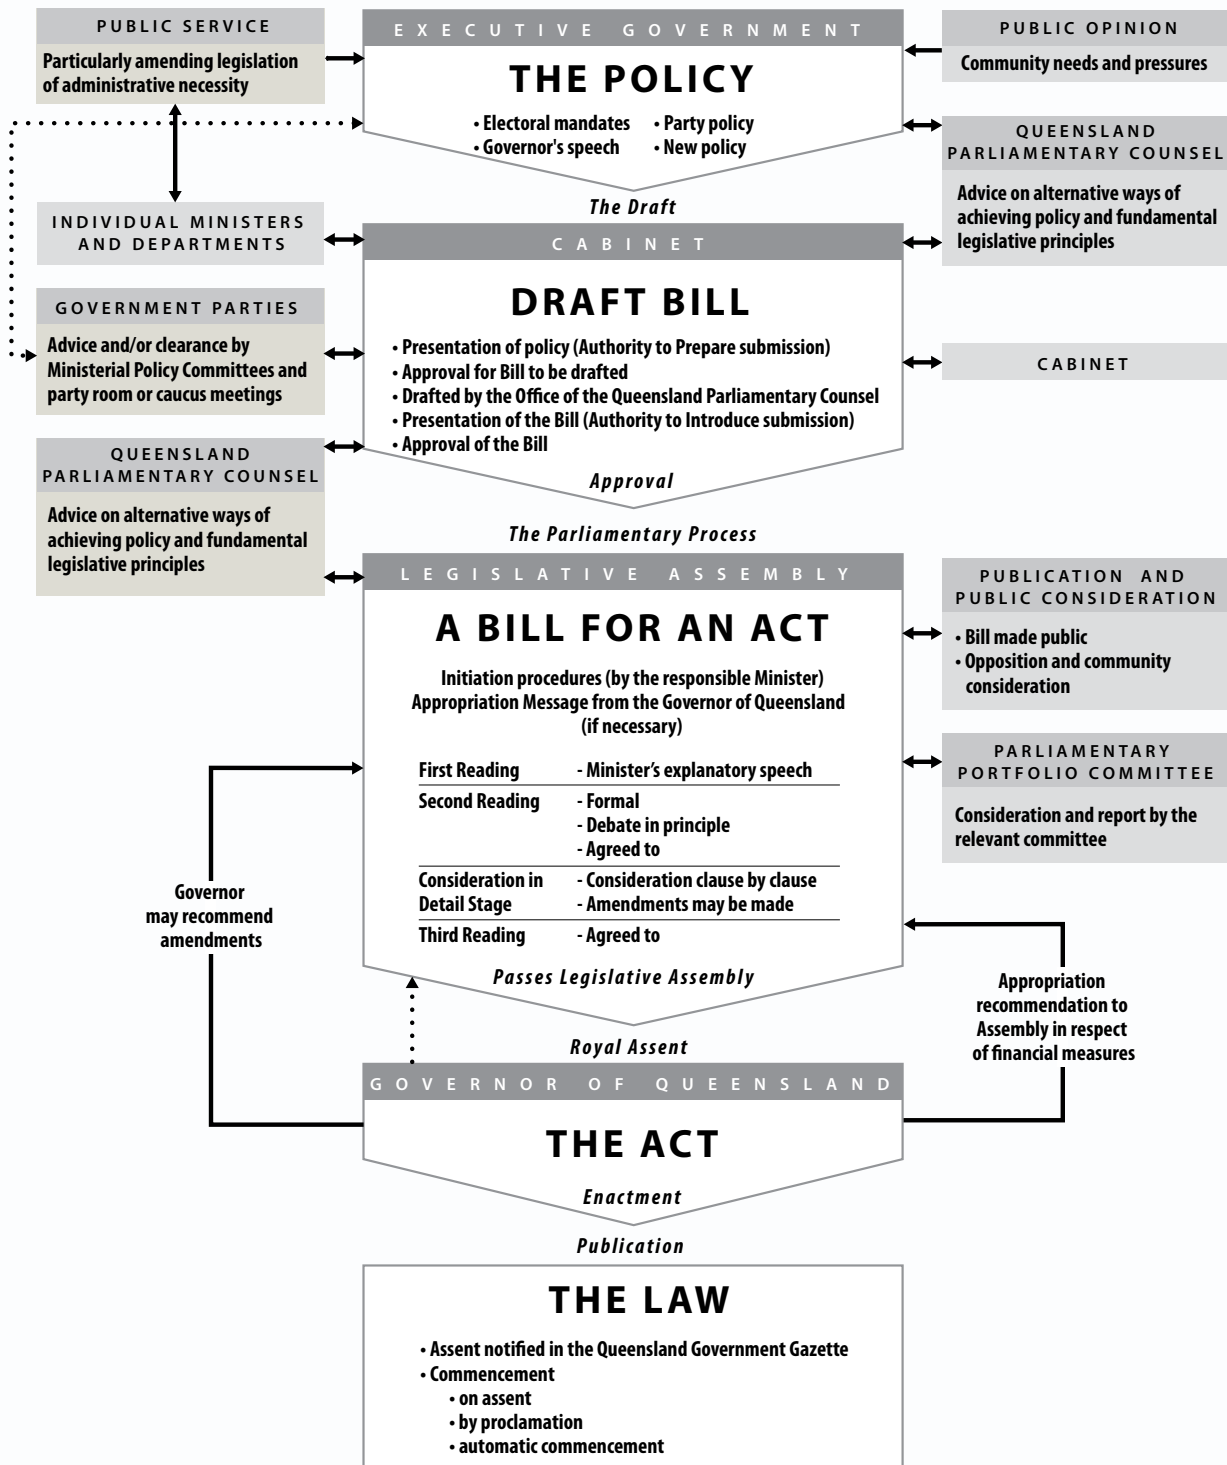 PUBLIC SERVICE
Particularly amending legislation
of administrative necessity
EXECUTIVE GOVERNMENT
THE POLICY
• Electoral mandates
• Governor's speech
• Party policy
• New policy
PUBLIC OPINION
Community needs and pressures
QUEENSLAND
PARLIAMENTARY COUNSEL
Advice on alternative ways of
achieving policy and fundamental
legislative principles
The Draft
INDIVIDUAL MINISTERS
AND DEPARTMENTS
CABINET
DRAFT BILL
• Presentation of policy (Authority to Prepare submission)
• Approval for Bill to be drafted
• Drafted by the Office of the Queensland Parliamentary Counsel
• Presentation of the Bill (Authority to Introduce submission)
• Approval of the Bill
Approval
GOVERNMENT PARTIES
Advice and/or clearance by
Ministerial Policy Committees and
party room or caucus meetings
CABINET
QUEENSLAND
PARLIAMENTARY COUNSEL
Advice on alternative ways of
achieving policy and fundamental
legislative principles
The Parliamentary Process
LEGISLATIVE ASSEMBLY
A BILL FOR AN ACT
Initiation procedures (by the responsible Minister)
Appropriation Message from the Governor of Queensland
(if necessary)
First Reading - Minister’s explanatory speech
Second Reading - Formal
- Debate in principle
- Agreed to
Consideration in - Consideration clause by clause
Detail Stage - Amendments may be made
Third Reading - Agreed to
Passes Legislative Assembly
PUBLICATION AND
PUBLIC CONSIDERATION
• Bill made public
• Opposition and community
consideration
PARLIAMENTARY
PORTFOLIO COMMITTEE
Consideration and report by the
relevant committee
Governor
may recommend
amendments
Appropriation
recommendation to
Assembly in respect
of financial measures
Royal Assent
GOVERNOR OF QUEENSLAND
THE ACT
Enactment
Publication
THE LAW
• Assent notified in the Queensland Government Gazette
• Commencement
• on assent
• by proclamation
• automatic commencement